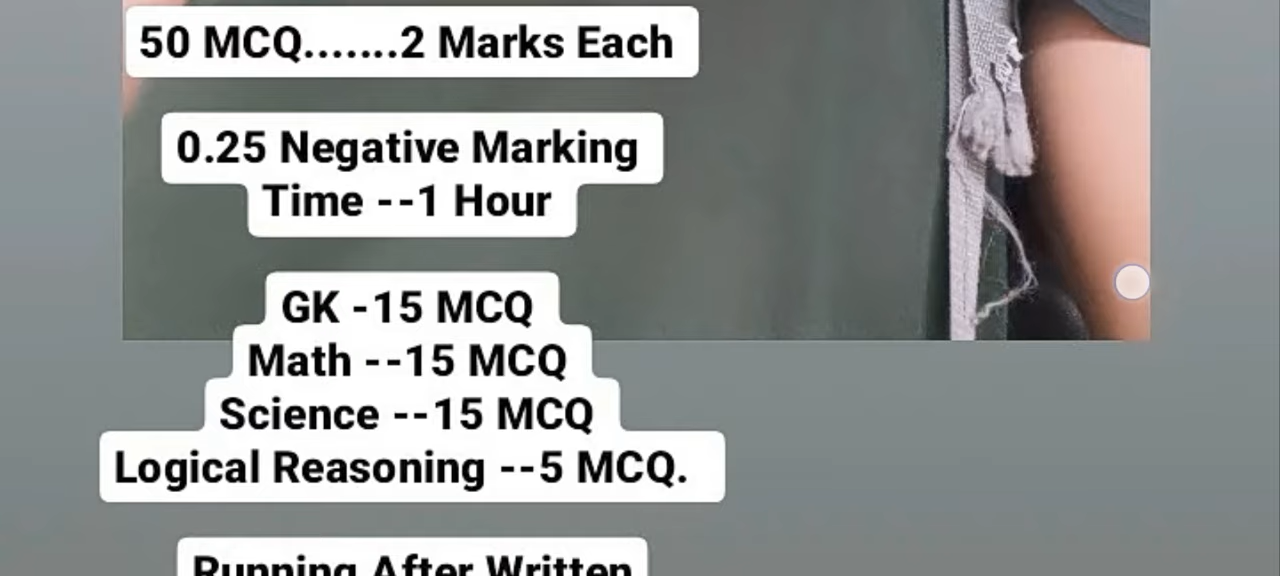 50 MCQ.......2 Marks Each
0.25 Negative Marking
Time --1 Hour
GK -15 MCQ
Math --15 MCQ
Science --15 MCQ
Logical Reasoning --5 MCQ.
Running After Written